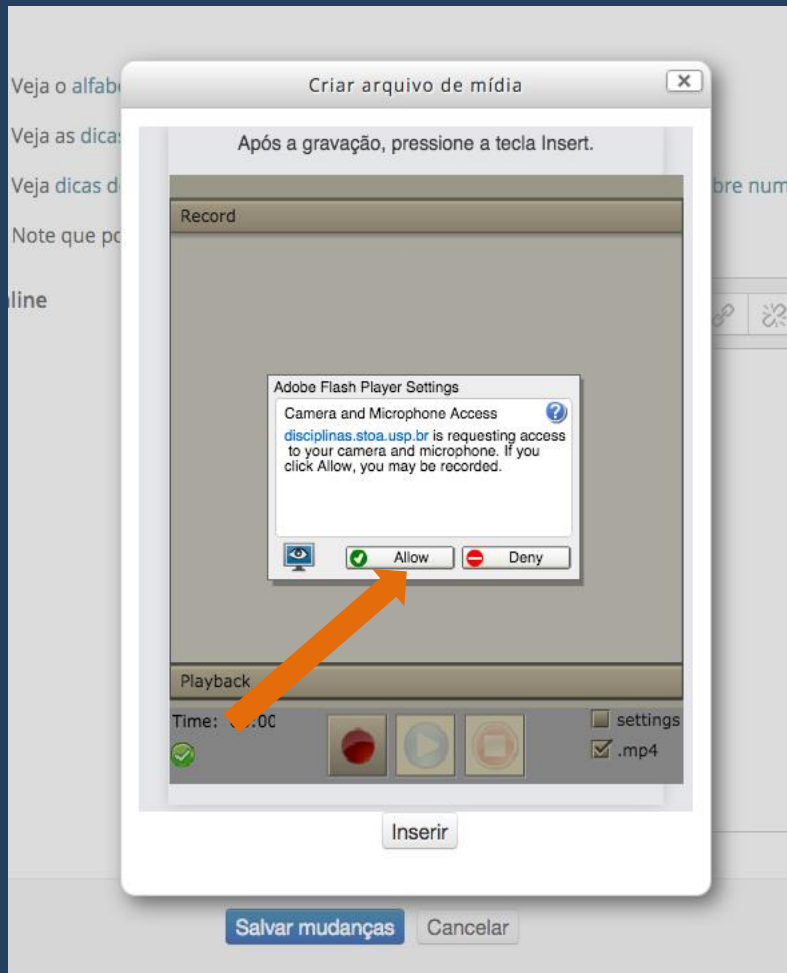 Criar arquivo de mídia
Veja o alfab
Veja as dica
Após a gravação, pressione a tecla Insert.
Veja dicas d
bre num
Record
Note que po
line
Adobe Flash Player Settings
Camera and Microphone Access
disciplinas.stoa.usp.br is requesting access
to your camera and microphone. If you
click Allow, you may be recorded.
Allow
Deny
Playback
Time:
settings
.mp4
Inserir
Salvar mudanças
Cancelar